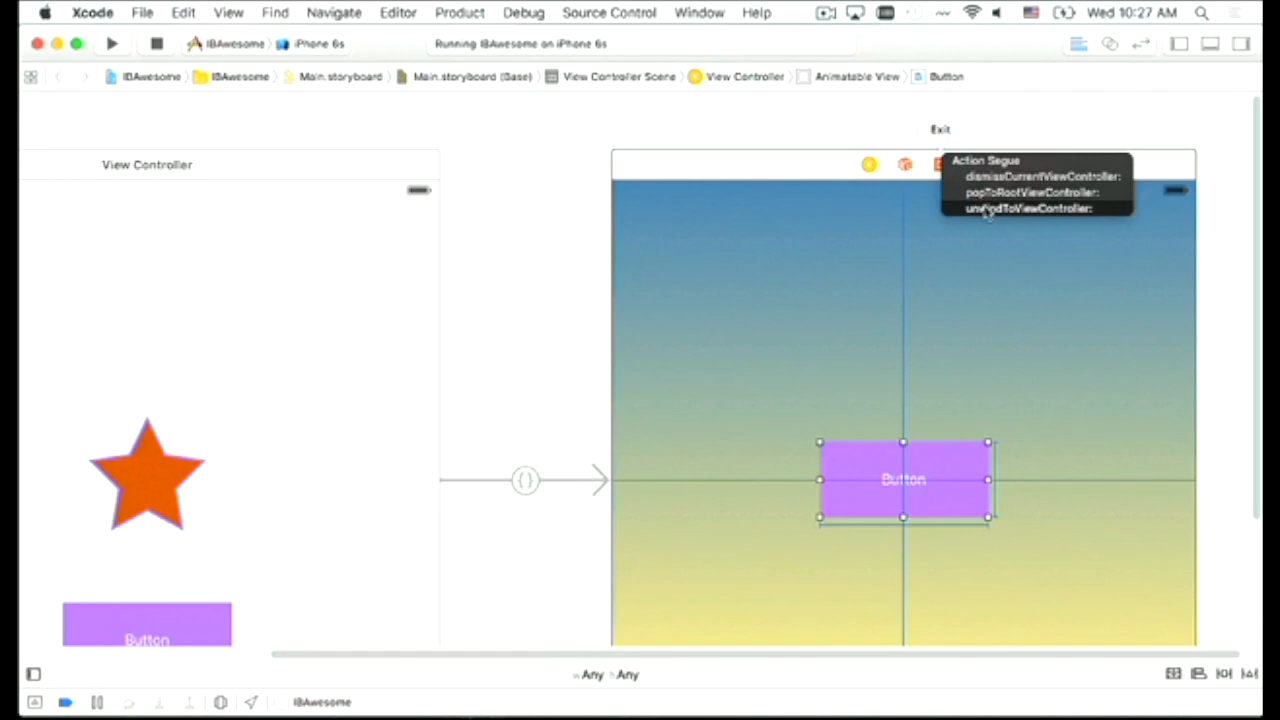 Xcode File Edit View Find Navigate Editor Product Debug Source Control Window Help Wed 10:27 AM
IBAwesome iPhone 6s Running IBAwesome on iPhone 6s
IBAwesome IBAwesome Main.storyboard Main.storyboard (Base) View Controller Scene View Controller Animatable View Button
Exit
View Controller
Action Segue
dismissCurrentViewController:
popToRootViewController:
unwindToViewController:
{}
Button
Button
w Any h Any
IBAwesome